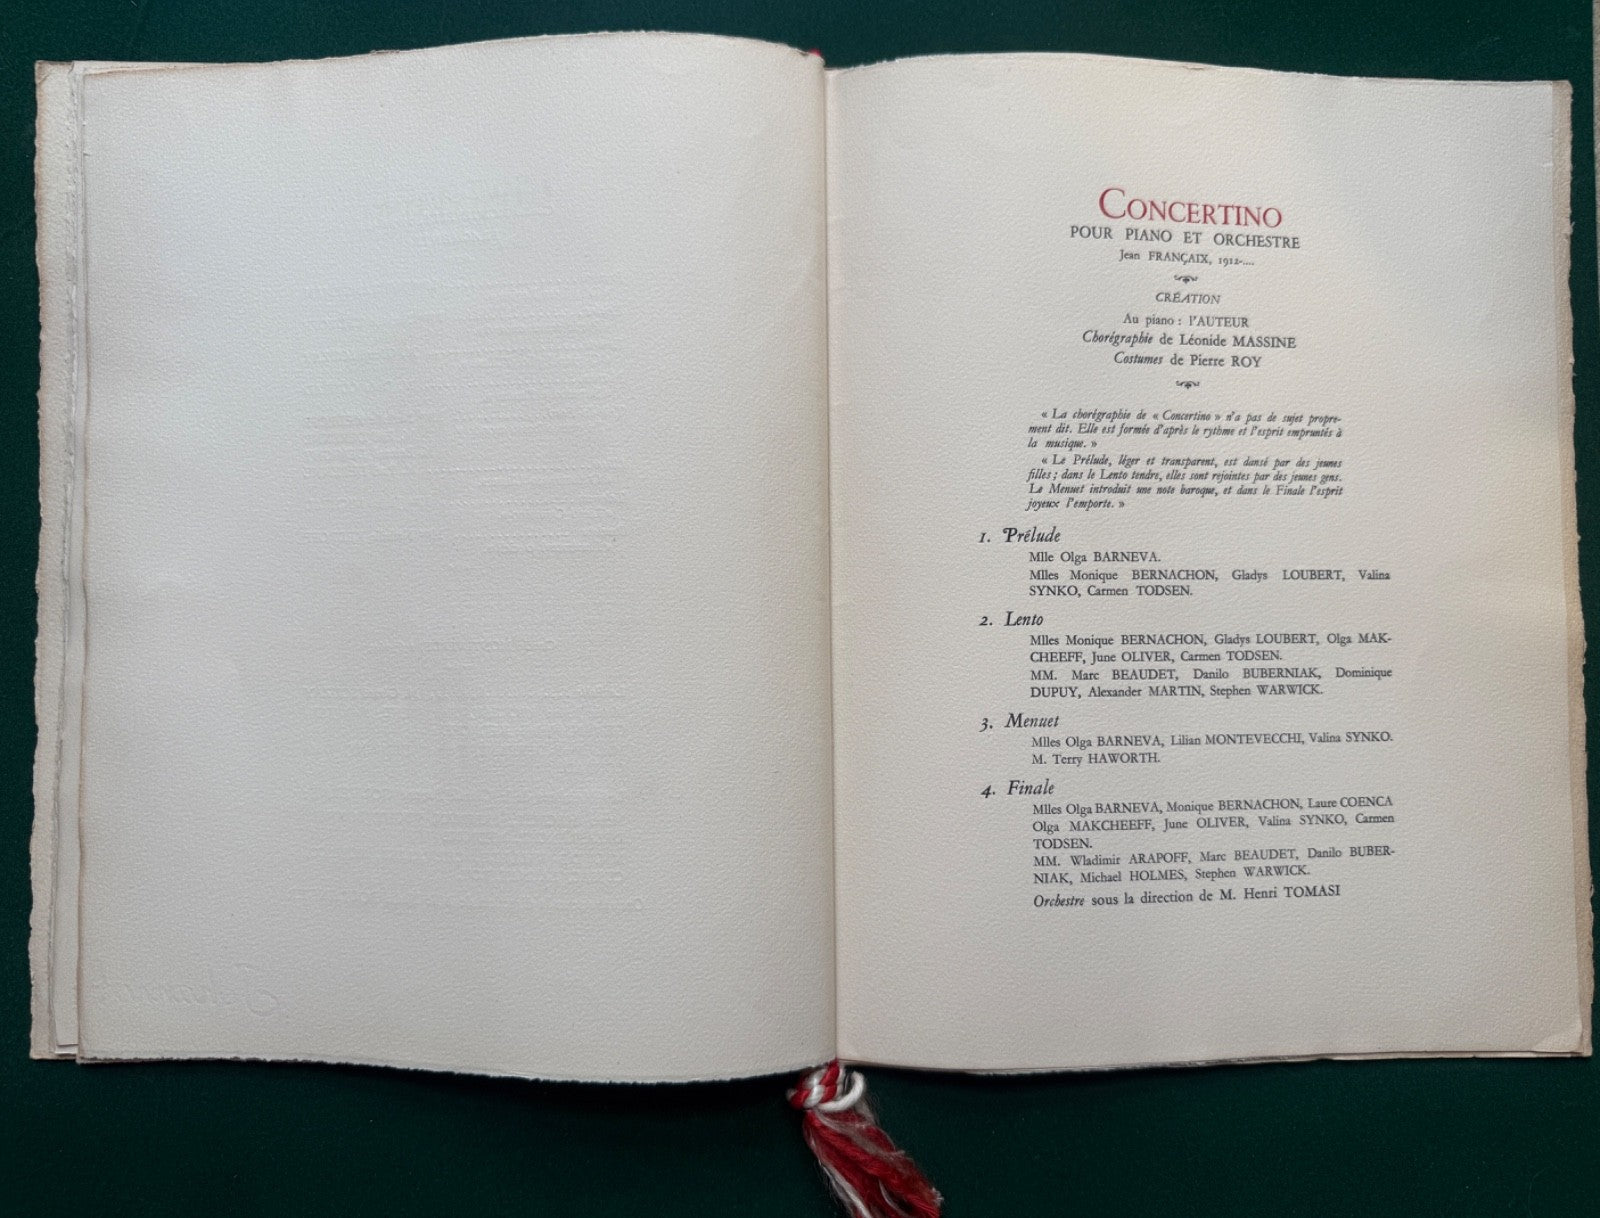 CONCERTINO
POUR PIANO ET ORCHESTRE
Jean FRANÇAIX, 1912-....
CRÉATION
Au piano : l'AUTEUR
Chorégraphie de Léonide MASSINE
Costumes de Pierre ROY
« La chorégraphie de « Concertino » n'a pas de sujet propre-
ment dit. Elle est formée d'après le rythme et l'esprit empruntés à
la musique. »
« Le Prélude, léger et transparent, est dansé par des jeunes
filles ; dans le Lento tendre, elles sont rejointes par des jeunes gens.
Le Menuet introduit une note baroque, et dans le Finale l'esprit
joyeux l'emporte. »
1. Prélude
Mlle Olga BARNEVA.
Mlles Monique BERNACHON, Gladys LOUBERT, Valina
SYNKO, Carmen TODSEN.
2. Lento
Mlles Monique BERNACHON, Gladys LOUBERT, Olga MAK-
CHEEFF, June OLIVER, Carmen TODSEN.
MM. Marc BEAUDET, Danilo BUBERNIAK, Dominique
DUPUY, Alexander MARTIN, Stephen WARWICK.
3. Menuet
Mlles Olga BARNEVA, Lilian MONTEVECCHI, Valina SYNKO.
M. Terry HAWORTH.
4. Finale
Mlles Olga BARNEVA, Monique BERNACHON, Laure COENCA
Olga MAKCHEEFF, June OLIVER, Valina SYNKO, Carmen
TODSEN.
MM. Wladimir ARAPOFF, Marc BEAUDET, Danilo BUBER-
NIAK, Michael HOLMES, Stephen WARWICK.
Orchestre sous la direction de M. Henri TOMASI